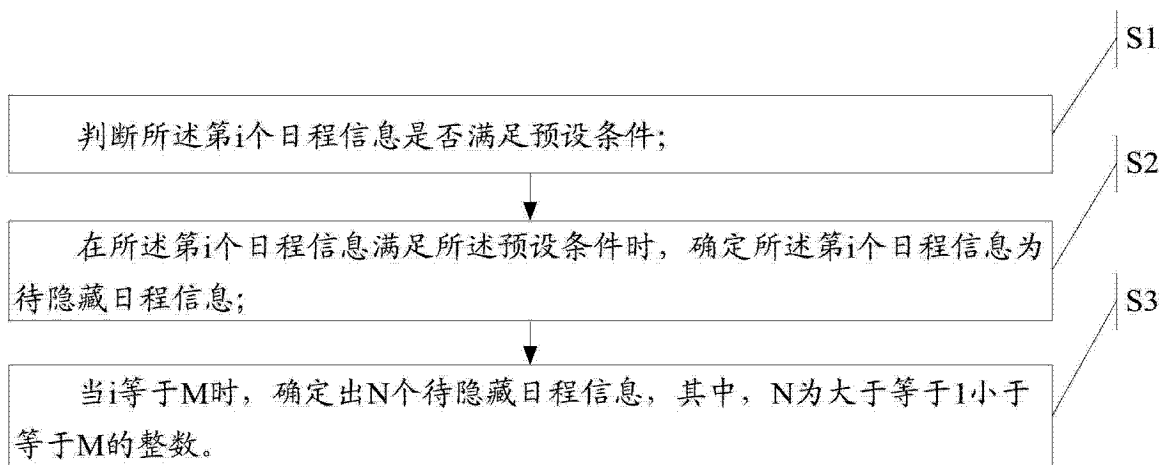 S1
判断所述第i个日程信息是否满足预设条件;
S2
在所述第i个日程信息满足所述预设条件时，确定所述第i个日程信息为
待隐藏日程信息;
S3
当i等于M时，确定出N个待隐藏日程信息，其中，N为大于等于1小于
等于M的整数。